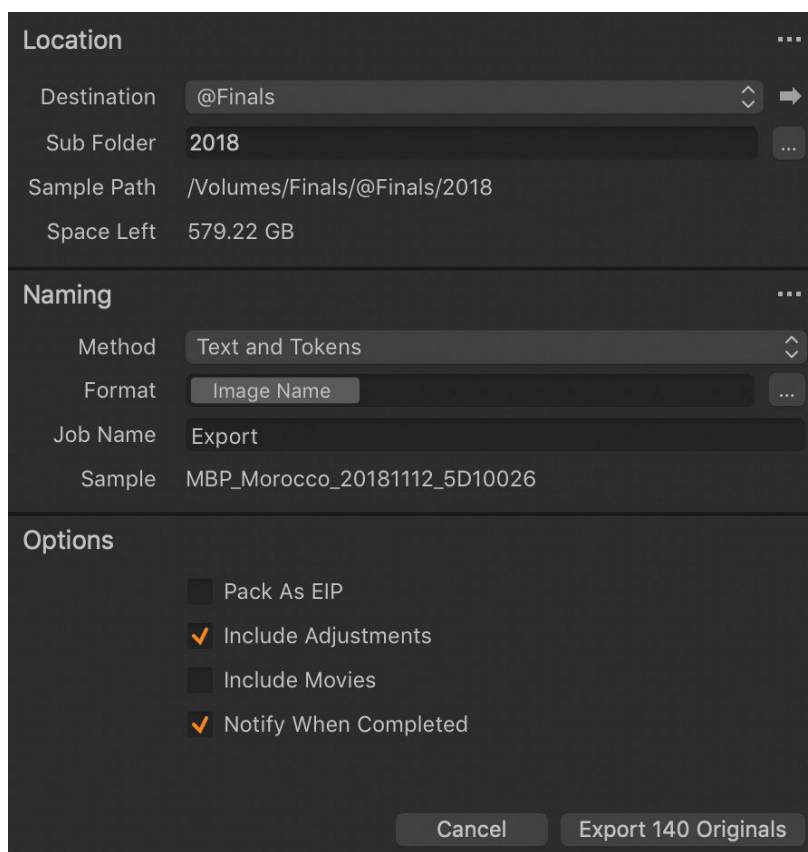 Location
Destination @Finals
Sub Folder 2018 ...
Sample Path /Volumes/Finals/@Finals/2018
Space Left 579.22 GB
Naming
Method Text and Tokens
Format Image Name ...
Job Name Export
Sample MBP_Morocco_20181112_5D10026
Options
Pack As EIP
Include Adjustments
Include Movies
Notify When Completed
Cancel Export 140 Originals